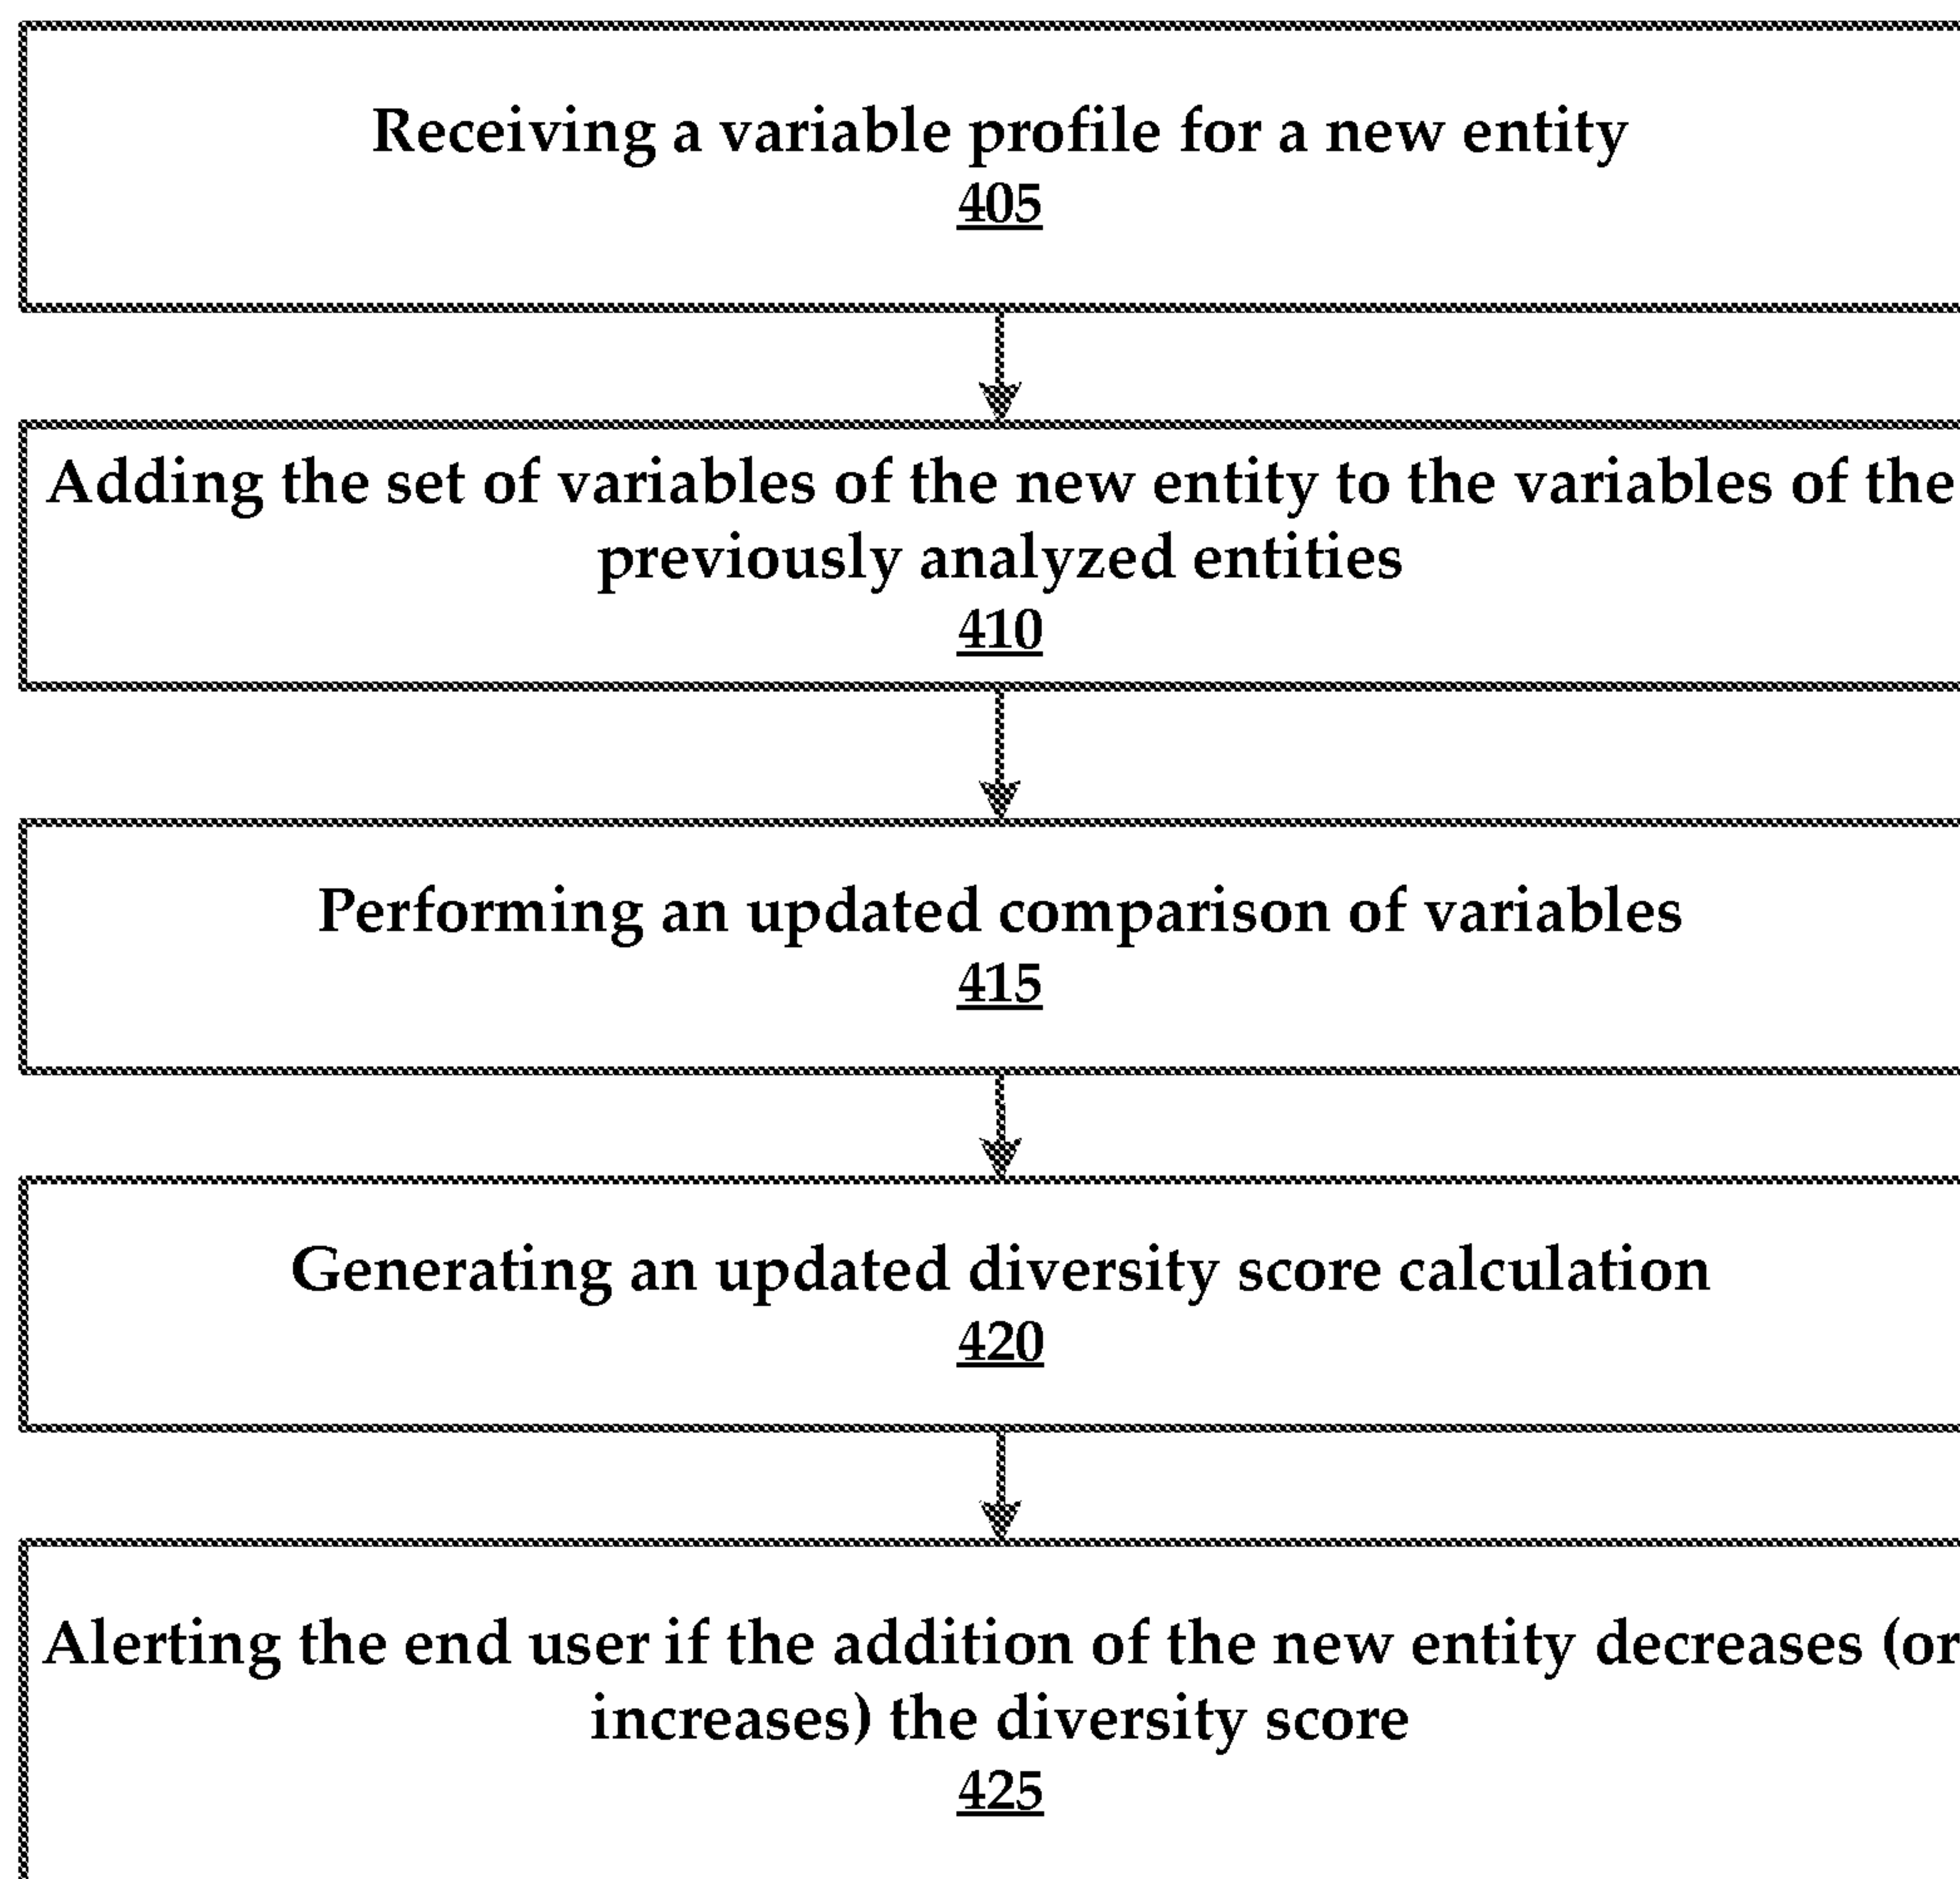 Receiving a variable profile for a new entity
405
Adding the set of variables of the new entity to the variables of the
previously analyzed entities
410
Performing an updated comparison of variables
415
Generating an updated diversity score calculation
420
Alerting the end user if the addition of the new entity decreases (or
increases) the diversity score
425